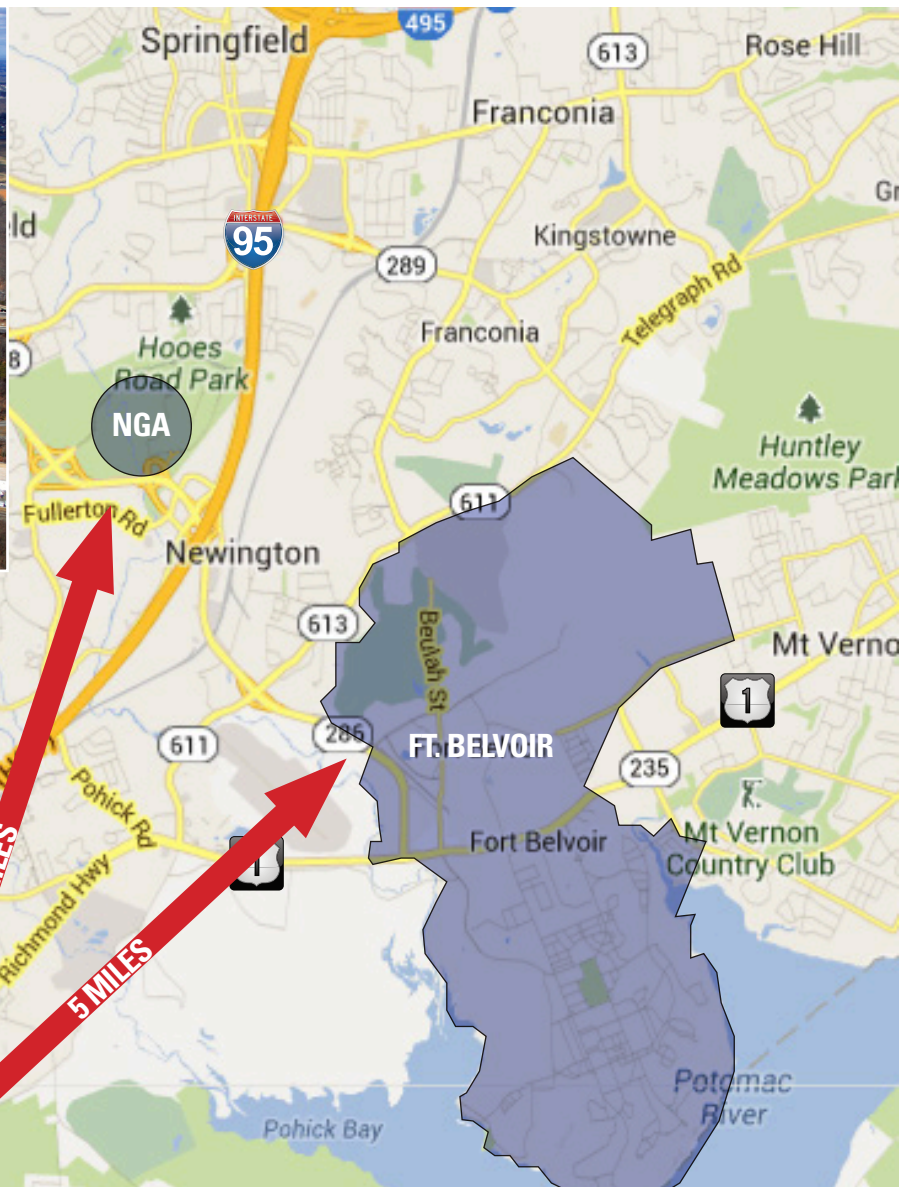 495
Springfield
613
Rose Hill
Franconia
Gr
INTERSTATE
95
eld
Kingstowne
289
Telegraph Rd
Franconia
8
Hooes
Road Park
NGA
Huntley
Meadows Park
611
Fullerton Rd
Newington
613
Beulah St
Mt Verno
1
286
611
FT. BELVOIR
235
Pohick Rd
Mt Vernon
Country Club
Fort Belvoir
1
Richmond Hwy
5 MILES
Potomac
River
Pohick Bay